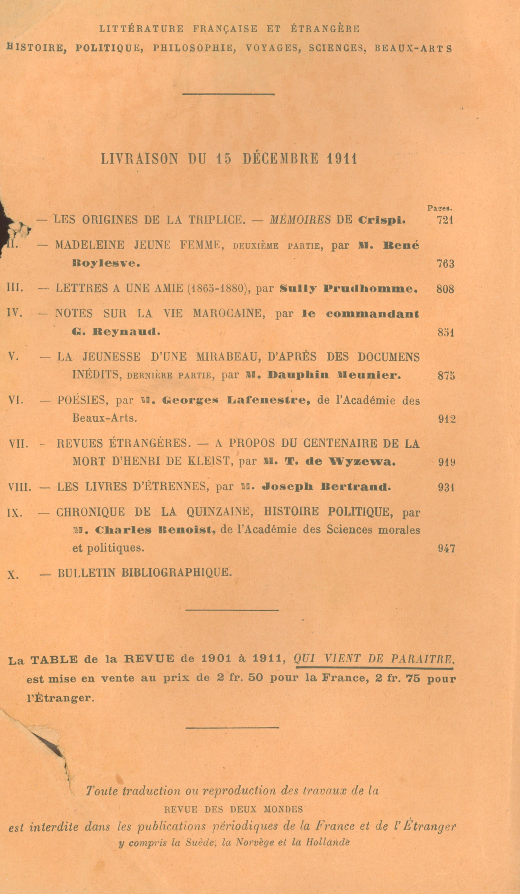 LITTÉRATURE FRANÇAISE ET ÉTRANGÈRE
HISTOIRE, POLITIQUE, PHILOSOPHIE, VOYAGES, SCIENCES, BEAUX-ARTS
LIVRAISON DU 15 DÉCEMBRE 1911
Pages.
— LES ORIGINES DE LA TRIPLICE. — MÉMOIRES DE Crispi. 721
II. — MADELEINE JEUNE FEMME, DEUXIÈME PARTIE, par M. René
Boylesve. 763
III. — LETTRES A UNE AMIE (1865-1880), par Sully Prudhomme. 808
IV. — NOTES SUR LA VIE MAROCAINE, par le commandant
G. Reynaud. 851
V. — LA JEUNESSE D'UNE MIRABEAU, D'APRÈS DES DOCUMENS
INÉDITS, DERNIÈRE PARTIE, par M. Dauphin Meunier. 875
VI. — POÉSIES, par M. Georges Lafenestre, de l'Académie des
Beaux-Arts. 912
VII. - REVUES ÉTRANGÈRES. — A PROPOS DU CENTENAIRE DE LA
MORT D'HENRI DE KLEIST, par M. T. de Wyzewa. 919
VIII. — LES LIVRES D'ÉTRENNES, par M. Joseph Bertrand. 931
IX. — CHRONIQUE DE LA QUINZAINE, HISTOIRE POLITIQUE, par
M. Charles Benoist, de l'Académie des Sciences morales
et politiques. 947
X. — BULLETIN BIBLIOGRAPHIQUE.
La TABLE de la REVUE de 1901 à 1911, QUI VIENT DE PARAITRE,
est mise en vente au prix de 2 fr. 50 pour la France, 2 fr. 75 pour
l'Étranger.
Toute traduction ou reproduction des travaux de la
REVUE DES DEUX MONDES
est interdite dans les publications périodiques de la France et de l'Étranger
y compris la Suède, la Norvège et la Hollande